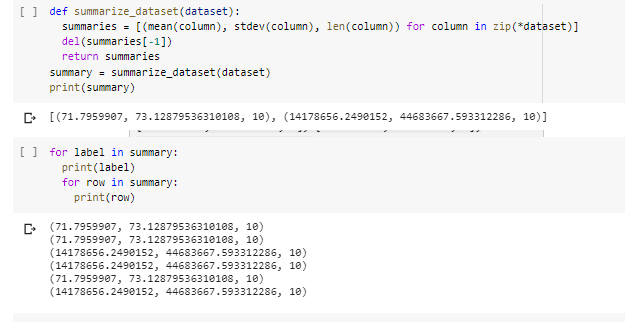 [ ] def summarize_dataset(dataset):
summaries = [(mean(column), stdev(column), len(column)) for column in zip(*dataset)]
del(summaries[-1])
return summaries
summary = summarize_dataset(dataset)
print(summary)
[(71.7959907, 73.12879536310108, 10), (14178656.2490152, 44683667.593312286, 10)]
[ ] for label in summary:
print(label)
for row in summary:
print(row)
(71.7959907, 73.12879536310108, 10)
(71.7959907, 73.12879536310108, 10)
(14178656.2490152, 44683667.593312286, 10)
(14178656.2490152, 44683667.593312286, 10)
(71.7959907, 73.12879536310108, 10)
(14178656.2490152, 44683667.593312286, 10)